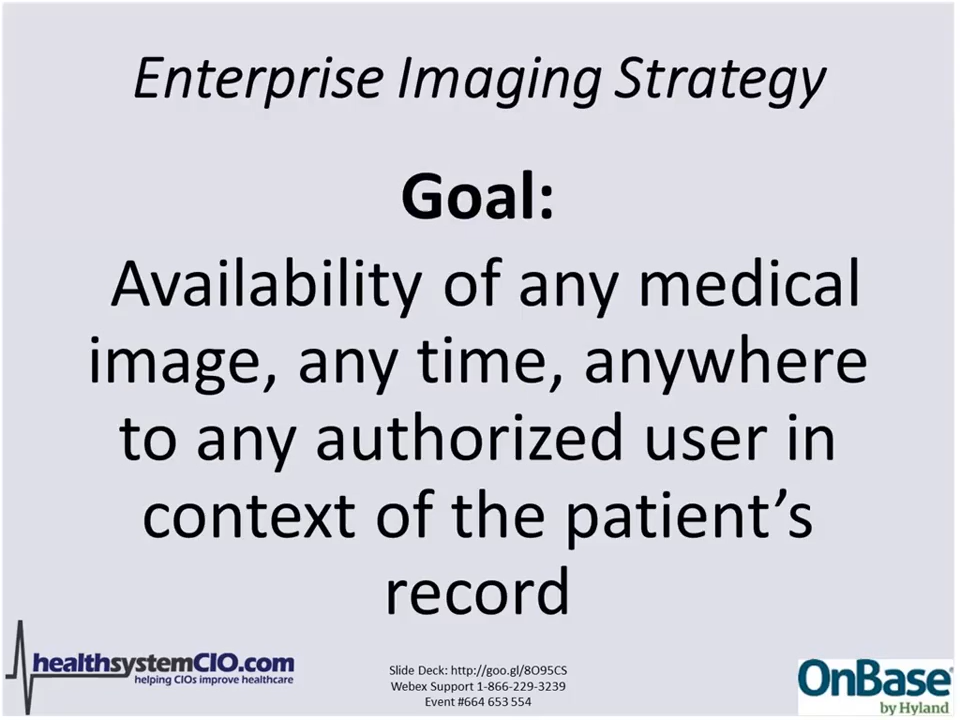 Enterprise Imaging Strategy
Goal:
Availability of any medical
image, any time, anywhere
to any authorized user in
context of the patient’s
record
healthsystemCIO.com
helping CIOs improve healthcare
Slide Deck: http://goo.gl/8O95CS
Webex Support 1-866-229-3239
Event #664 653 554
OnBase®
by Hyland